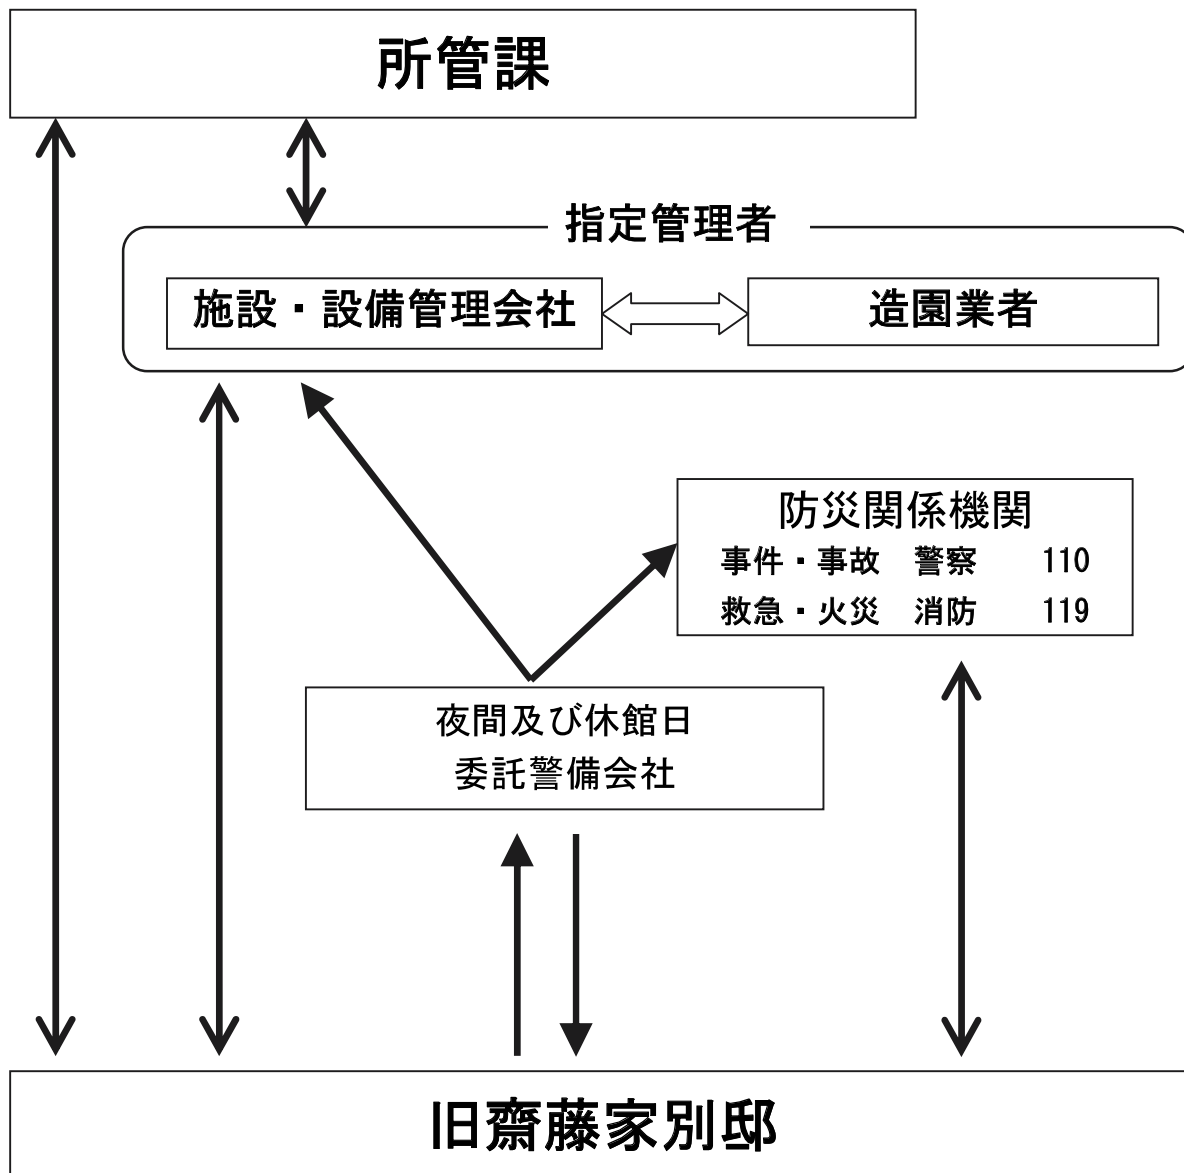 所管課
指定管理者
施設・設備管理会社
造園業者
防災関係機関
事件・事故　警察　　110
救急・火災　消防　　119
夜間及び休館日
委託警備会社
旧齋藤家別邸